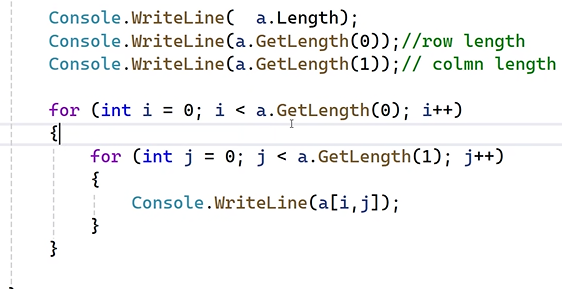 Console.WriteLine(  a.Length);
Console.WriteLine(a.GetLength(0));//row length
Console.WriteLine(a.GetLength(1));// colmn length
for (int i = 0; i < a.GetLength(0); i++)
{
for (int j = 0; j < a.GetLength(1); j++)
{
Console.WriteLine(a[i,j]);
}
}